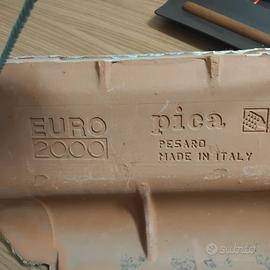 EURO
2000
pica
PESARO
MADE IN ITALY
subito